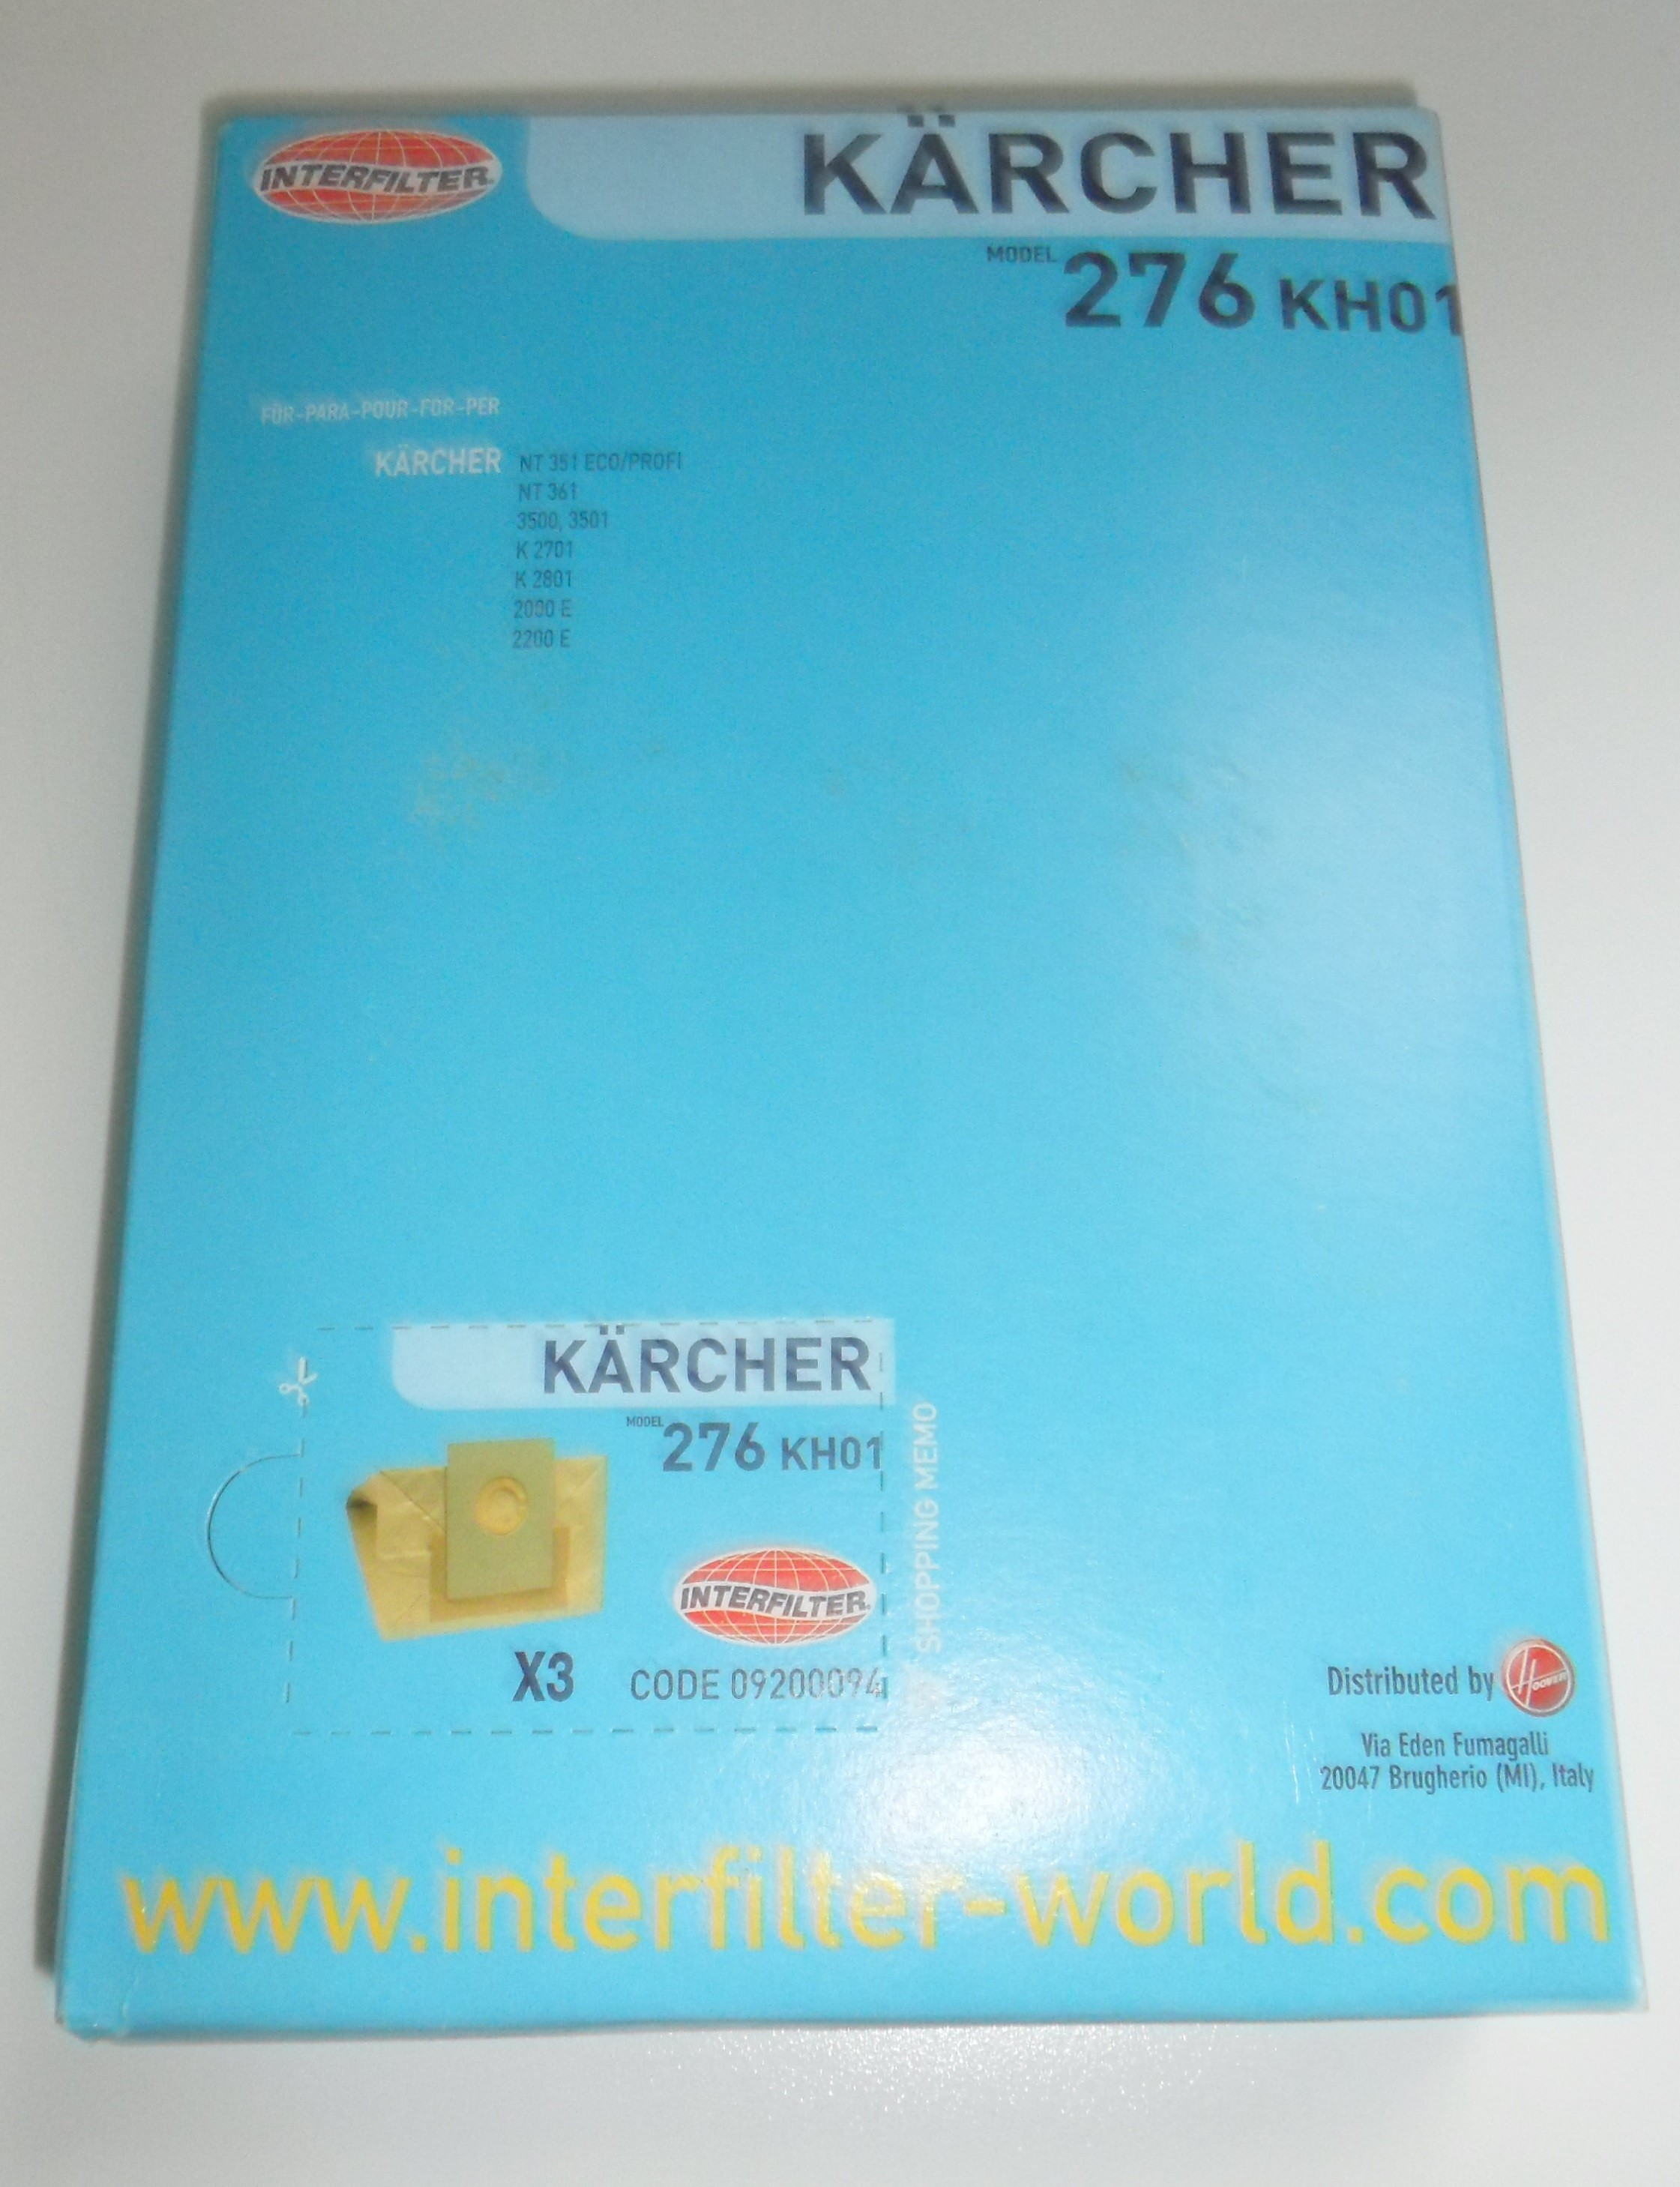 INTERFILTER
KÄRCHER
MODEL 276 KH01
FÜR-PARA-POUR-FOR-PER
KÄRCHER NT 351 ECO/PROFI
NT 361
3500, 3501
K 2701
K 2801
2000 E
2200 E
KÄRCHER
MODEL 276 KH01
INTERFILTER
X3 CODE 09200094
SHOPPING MEMO
Distributed by HOOVER
Via Eden Fumagalli
20047 Brugherio (MI), Italy
www.interfilter-world.com